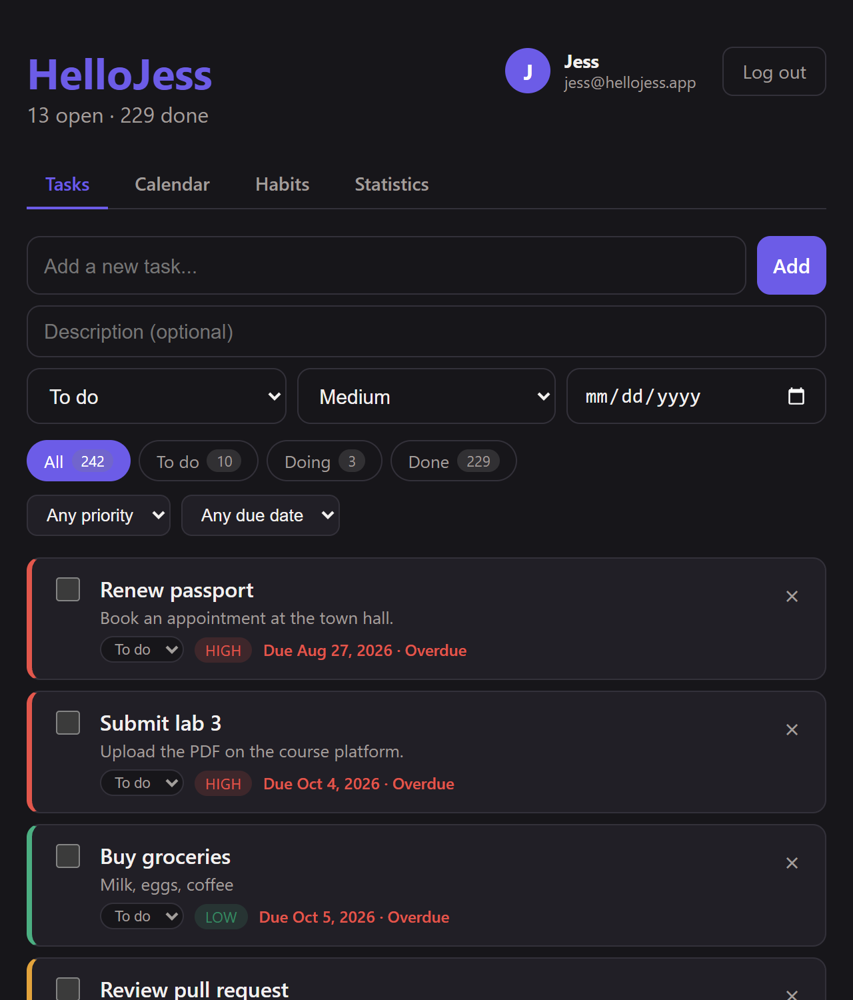 HelloJess
13 open · 229 done
J
Jess
jess@hellojess.app
Log out
Tasks
Calendar
Habits
Statistics
Add a new task...
Add
Description (optional)
To do
Medium
mm/dd/yyyy
All 242
To do 10
Doing 3
Done 229
Any priority
Any due date
Renew passport
×
Book an appointment at the town hall.
To do
HIGH
Due Aug 27, 2026 · Overdue
Submit lab 3
×
Upload the PDF on the course platform.
To do
HIGH
Due Oct 4, 2026 · Overdue
Buy groceries
×
Milk, eggs, coffee
To do
LOW
Due Oct 5, 2026 · Overdue
Review pull request
×